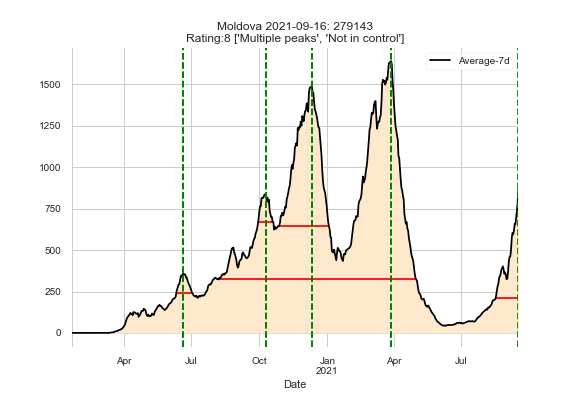 Moldova 2021-09-16: 279143
Rating:8 ['Multiple peaks', 'Not in control']
Average-7d
1500
1250
1000
750
500
250
0
Apr Jul Oct Jan Apr Jul
2021
Date